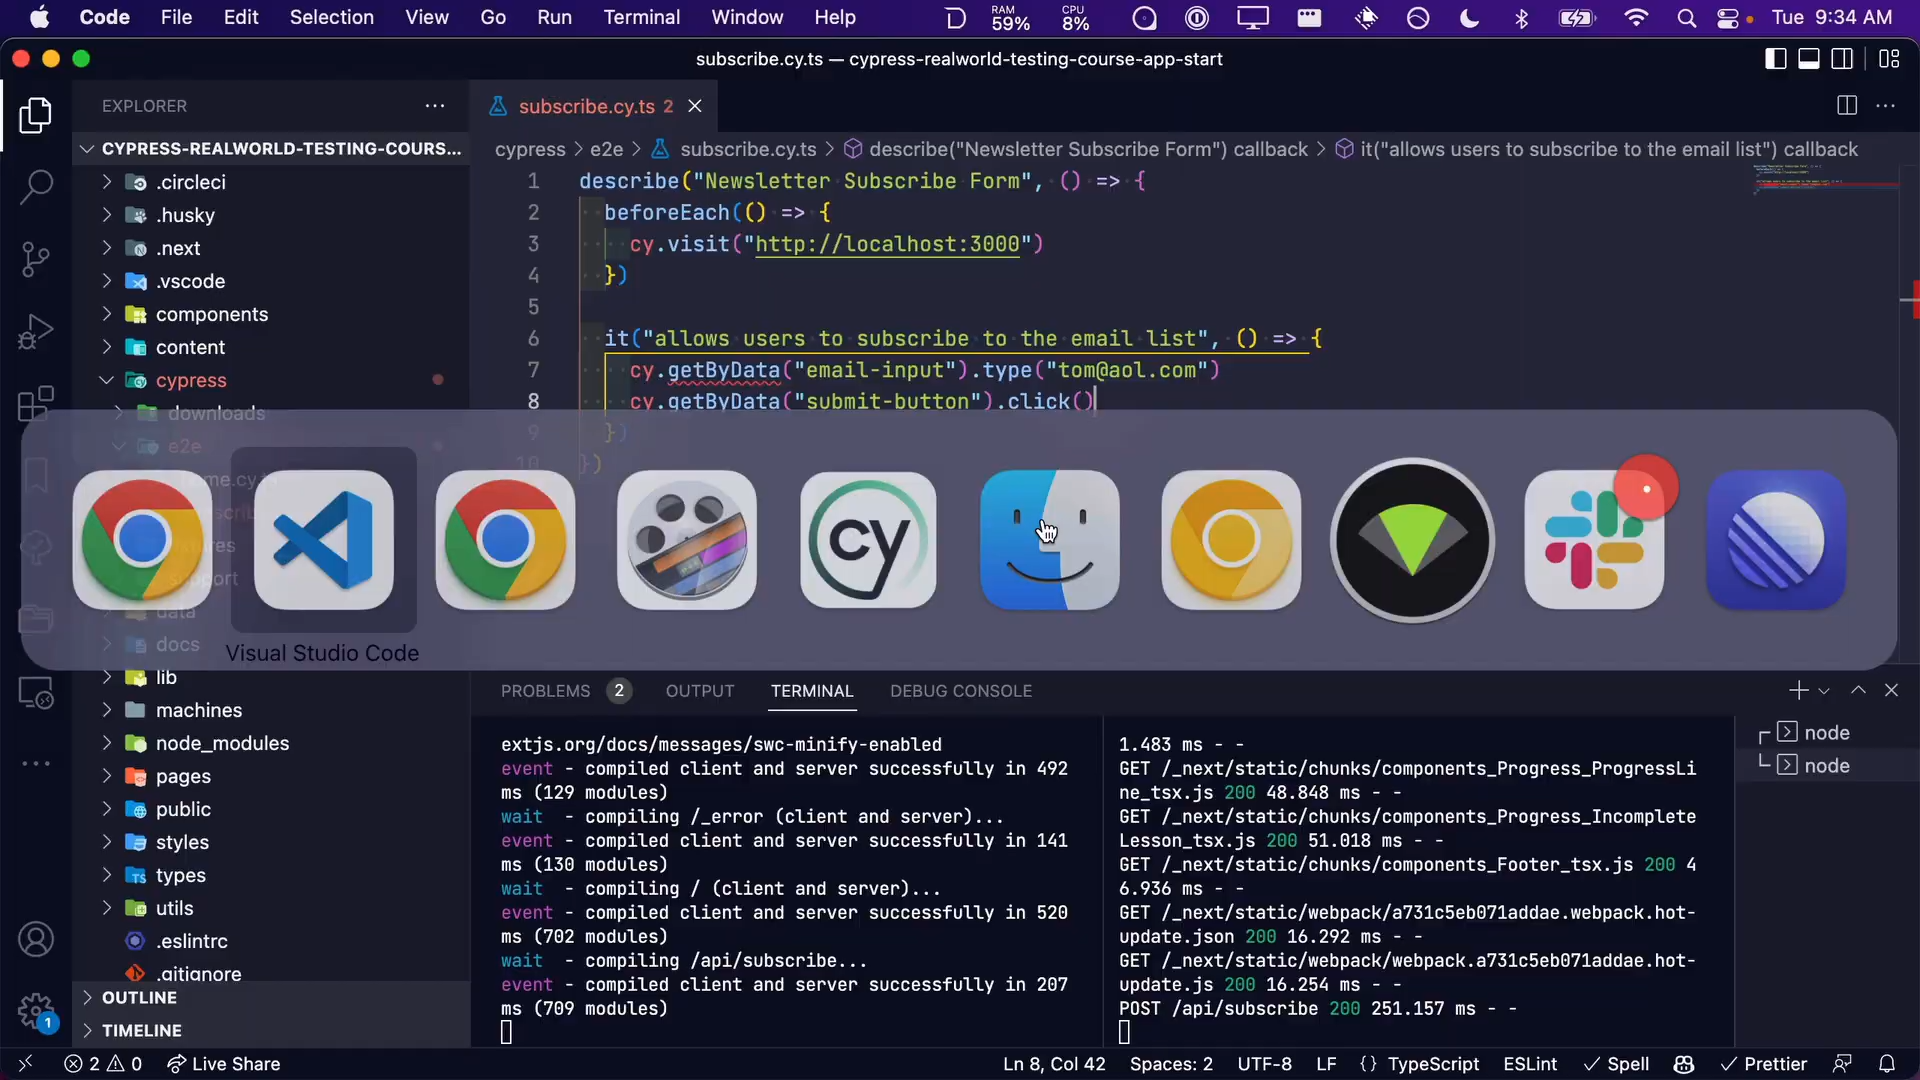 Code File Edit Selection View Go Run Terminal Window Help RAM 59% CPU 8% Tue 9:34 AM
subscribe.cy.ts — cypress-realworld-testing-course-app-start
EXPLORER
subscribe.cy.ts 2
CYPRESS-REALWORLD-TESTING-COURS...
cypress > e2e > subscribe.cy.ts > describe("Newsletter Subscribe Form") callback > it("allows users to subscribe to the email list") callback
.circleci
.husky
.next
.vscode
components
content
cypress
downloads
e2e
docs
lib
machines
node_modules
pages
public
styles
types
utils
.eslintrc
.gitignore
OUTLINE
TIMELINE
1 describe("Newsletter Subscribe Form", () => {
2 beforeEach(() => {
3 cy.visit("http://localhost:3000")
4 })
5
6 it("allows users to subscribe to the email list", () => {
7 cy.getByData("email-input").type("tom@aol.com")
8 cy.getByData("submit-button").click()
9 })
10 })
cy
Visual Studio Code
PROBLEMS 2 OUTPUT TERMINAL DEBUG CONSOLE
extjs.org/docs/messages/swc-minify-enabled
event - compiled client and server successfully in 492
ms (129 modules)
wait - compiling /_error (client and server)...
event - compiled client and server successfully in 141
ms (130 modules)
wait - compiling / (client and server)...
event - compiled client and server successfully in 520
ms (702 modules)
wait - compiling /api/subscribe...
event - compiled client and server successfully in 207
ms (709 modules)
1.483 ms - -
GET /_next/static/chunks/components_Progress_ProgressLi
ne_tsx.js 200 48.848 ms - -
GET /_next/static/chunks/components_Progress_Incomplete
Lesson_tsx.js 200 51.018 ms - -
GET /_next/static/chunks/components_Footer_tsx.js 200 4
6.936 ms - -
GET /_next/static/webpack/a731c5eb071addae.webpack.hot-
update.json 200 16.292 ms - -
GET /_next/static/webpack/webpack.a731c5eb071addae.hot-
update.js 200 16.254 ms - -
POST /api/subscribe 200 251.157 ms - -
node
node
1
2 0 Live Share Ln 8, Col 42 Spaces: 2 UTF-8 LF {} TypeScript ESLint Spell Prettier